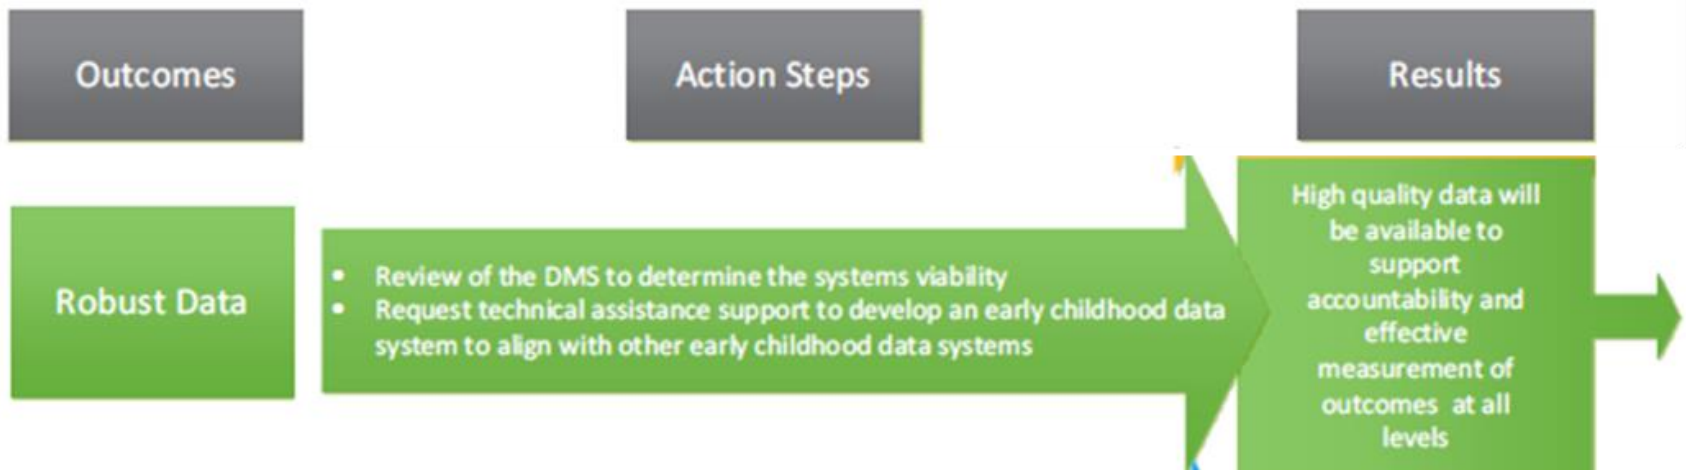 Outcomes
Action Steps
Results
Robust Data
• Review of the DMS to determine the systems viability
• Request technical assistance support to develop an early childhood data
system to align with other early childhood data systems
High quality data will
be available to
support
accountability and
effective
measurement of
outcomes at all
levels